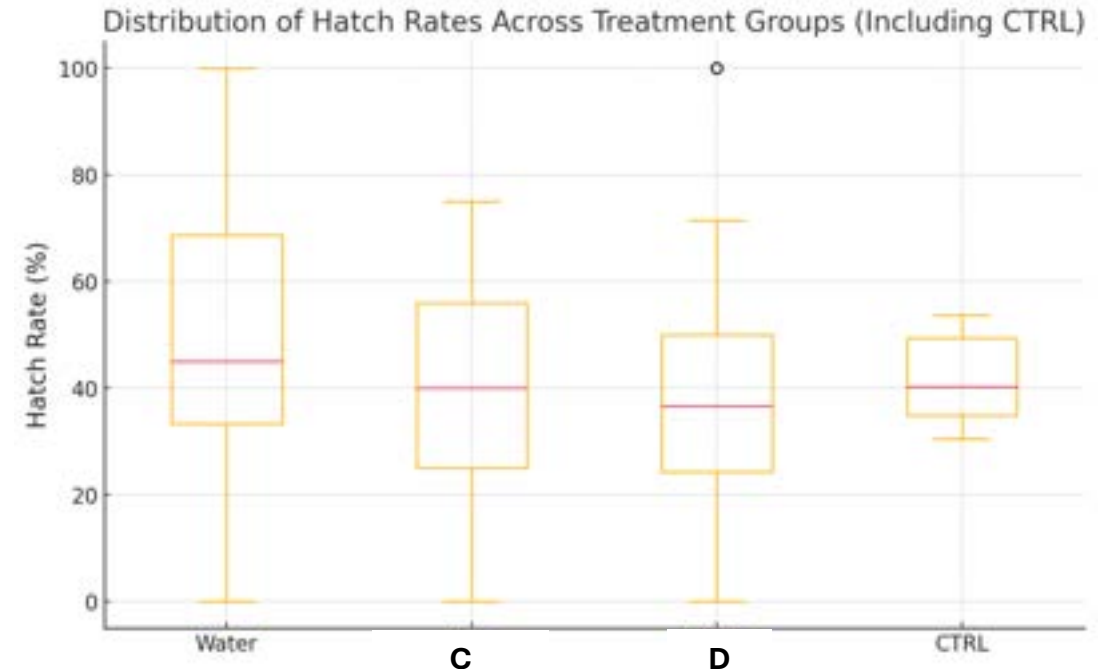 Distribution of Hatch Rates Across Treatment Groups (Including CTRL)
Hatch Rate (%)
100
80
60
40
20
0
Water
C
D
CTRL